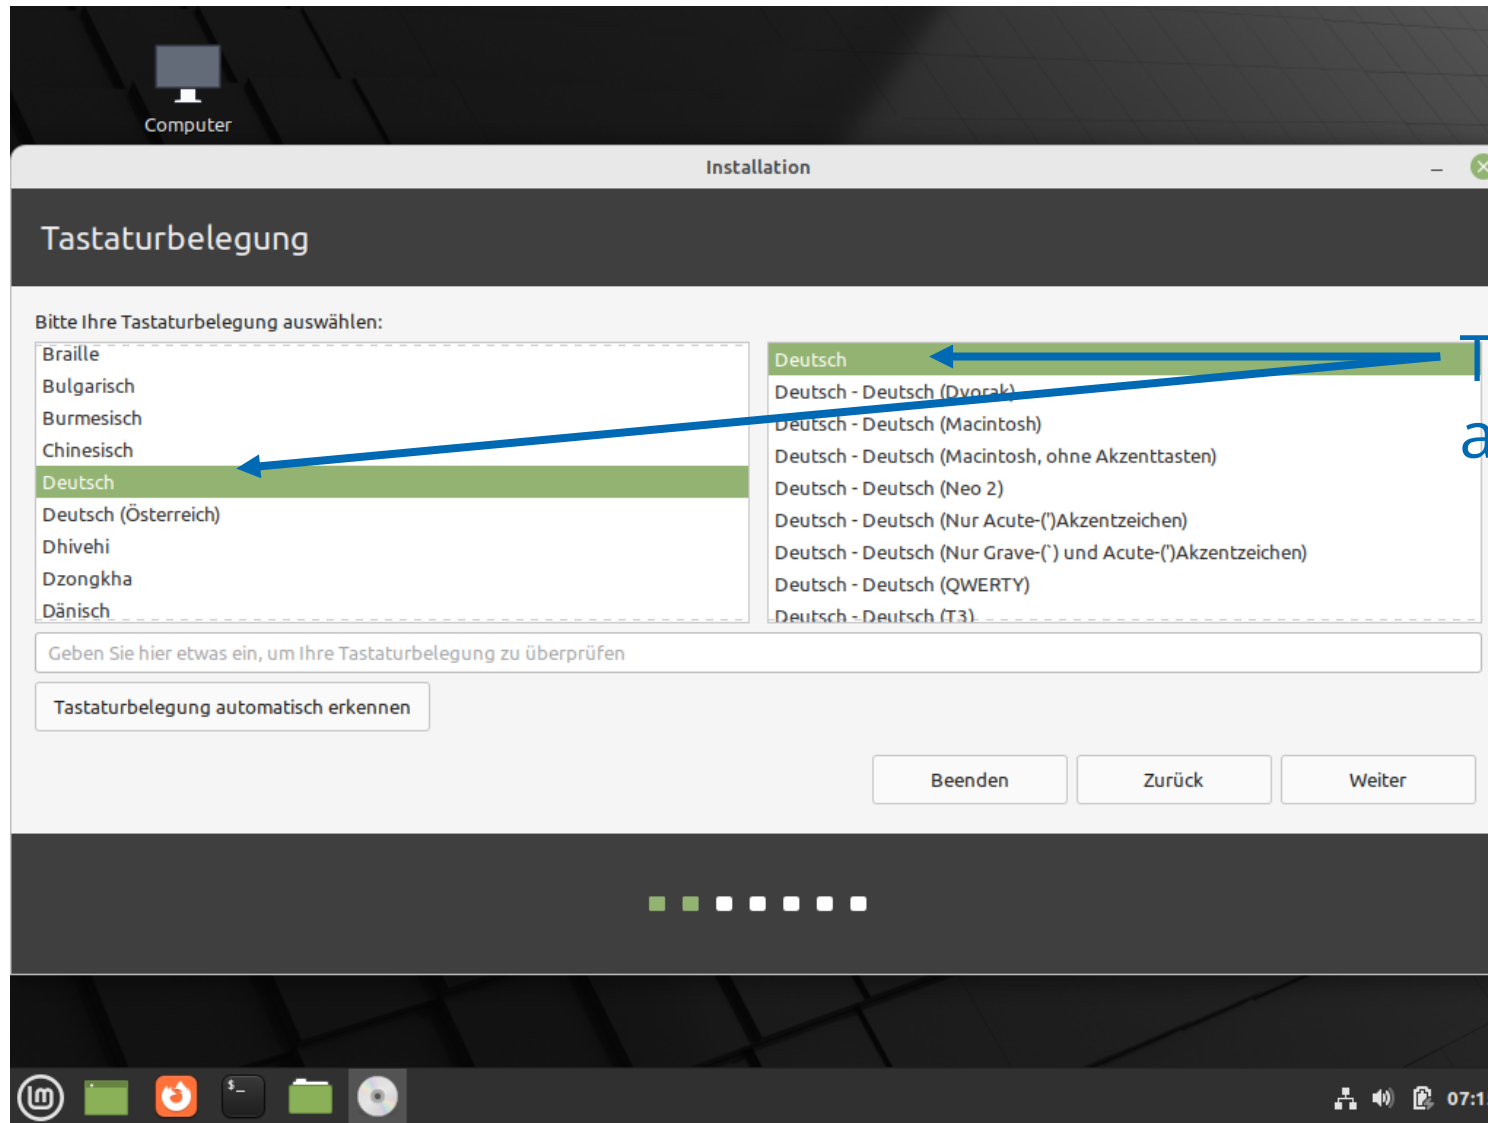 Computer
Installation
Tastaturbelegung
Bitte Ihre Tastaturbelegung auswählen:
Braille
Bulgarisch
Burmesisch
Chinesisch
Deutsch
Deutsch (Österreich)
Dhivehi
Dzongkha
Dänisch
Deutsch
Deutsch - Deutsch (Dvorak)
Deutsch - Deutsch (Macintosh)
Deutsch - Deutsch (Macintosh, ohne Akzenttasten)
Deutsch - Deutsch (Neo 2)
Deutsch - Deutsch (Nur Acute-(')Akzentzeichen)
Deutsch - Deutsch (Nur Grave-(`) und Acute-(')Akzentzeichen)
Deutsch - Deutsch (QWERTY)
Deutsch - Deutsch (T3)
Geben Sie hier etwas ein, um Ihre Tastaturbelegung zu überprüfen
Tastaturbelegung automatisch erkennen
Beenden Zurück Weiter
$_